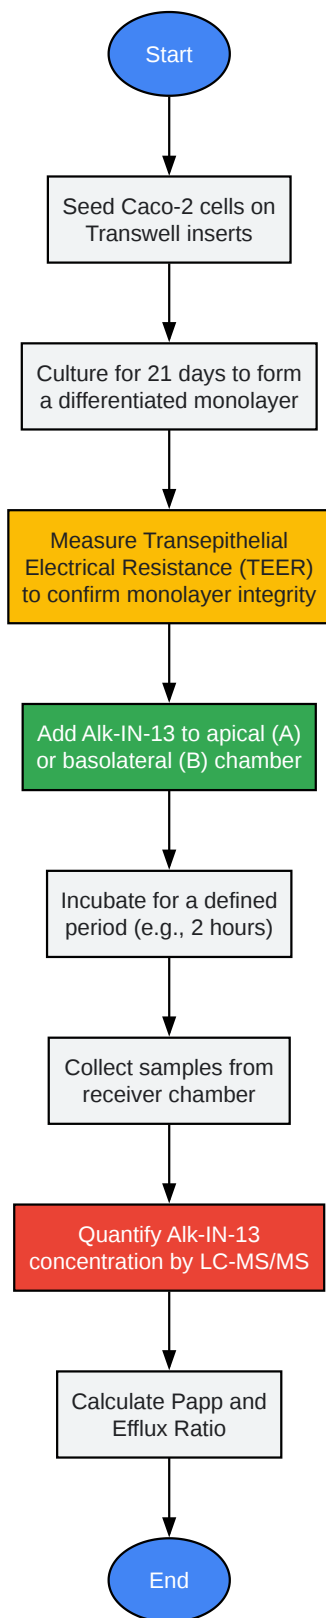 Start
Seed Caco-2 cells on
Transwell inserts
Culture for 21 days to form
a differentiated monolayer
Measure Transepithelial
Electrical Resistance (TEER)
to confirm monolayer integrity
Add Alk-IN-13 to apical (A)
or basolateral (B) chamber
Incubate for a defined
period (e.g., 2 hours)
Collect samples from
receiver chamber
Quantify Alk-IN-13
concentration by LC-MS/MS
Calculate Papp and
Efflux Ratio
End